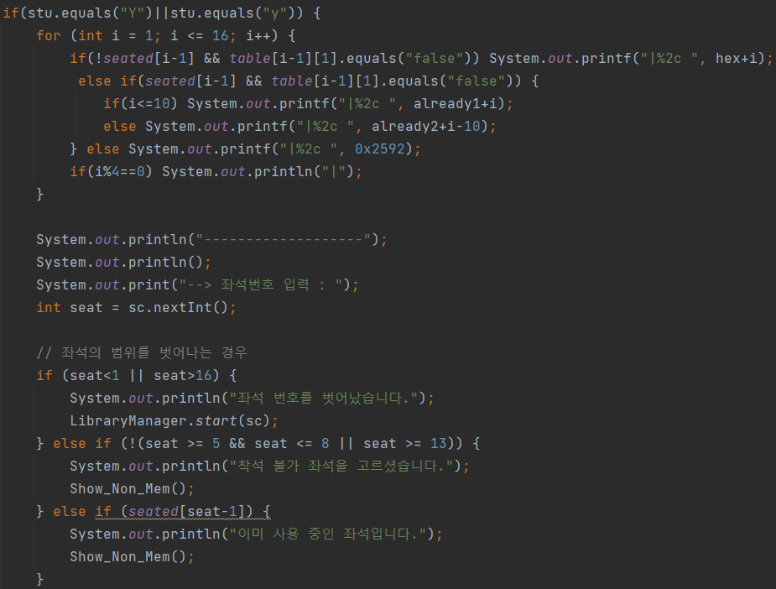 if(stu.equals("Y")||stu.equals("y")) {
    for (int i = 1; i <= 16; i++) {
        if(!seated[i-1] && table[i-1][1].equals("false")) System.out.printf("|%2c ", hex+i);
         else if(seated[i-1] && table[i-1][1].equals("false")) {
            if(i<=10) System.out.printf("|%2c ", already1+i);
            else System.out.printf("|%2c ", already2+i-10);
        } else System.out.printf("|%2c ", 0x2592);
        if(i%4==0) System.out.println("|");
    }
    System.out.println("-------------------");
    System.out.println();
    System.out.print("--> 좌석번호 입력 : ");
    int seat = sc.nextInt();
    // 좌석의 범위를 벗어나는 경우
    if (seat<1 || seat>16) {
        System.out.println("좌석 번호를 벗어났습니다.");
        LibraryManager.start(sc);
    } else if (!(seat >= 5 && seat <= 8 || seat >= 13)) {
        System.out.println("착석 불가 좌석을 고르셨습니다.");
        Show_Non_Mem();
    } else if (seated[seat-1]) {
        System.out.println("이미 사용 중인 좌석입니다.");
        Show_Non_Mem();
    }